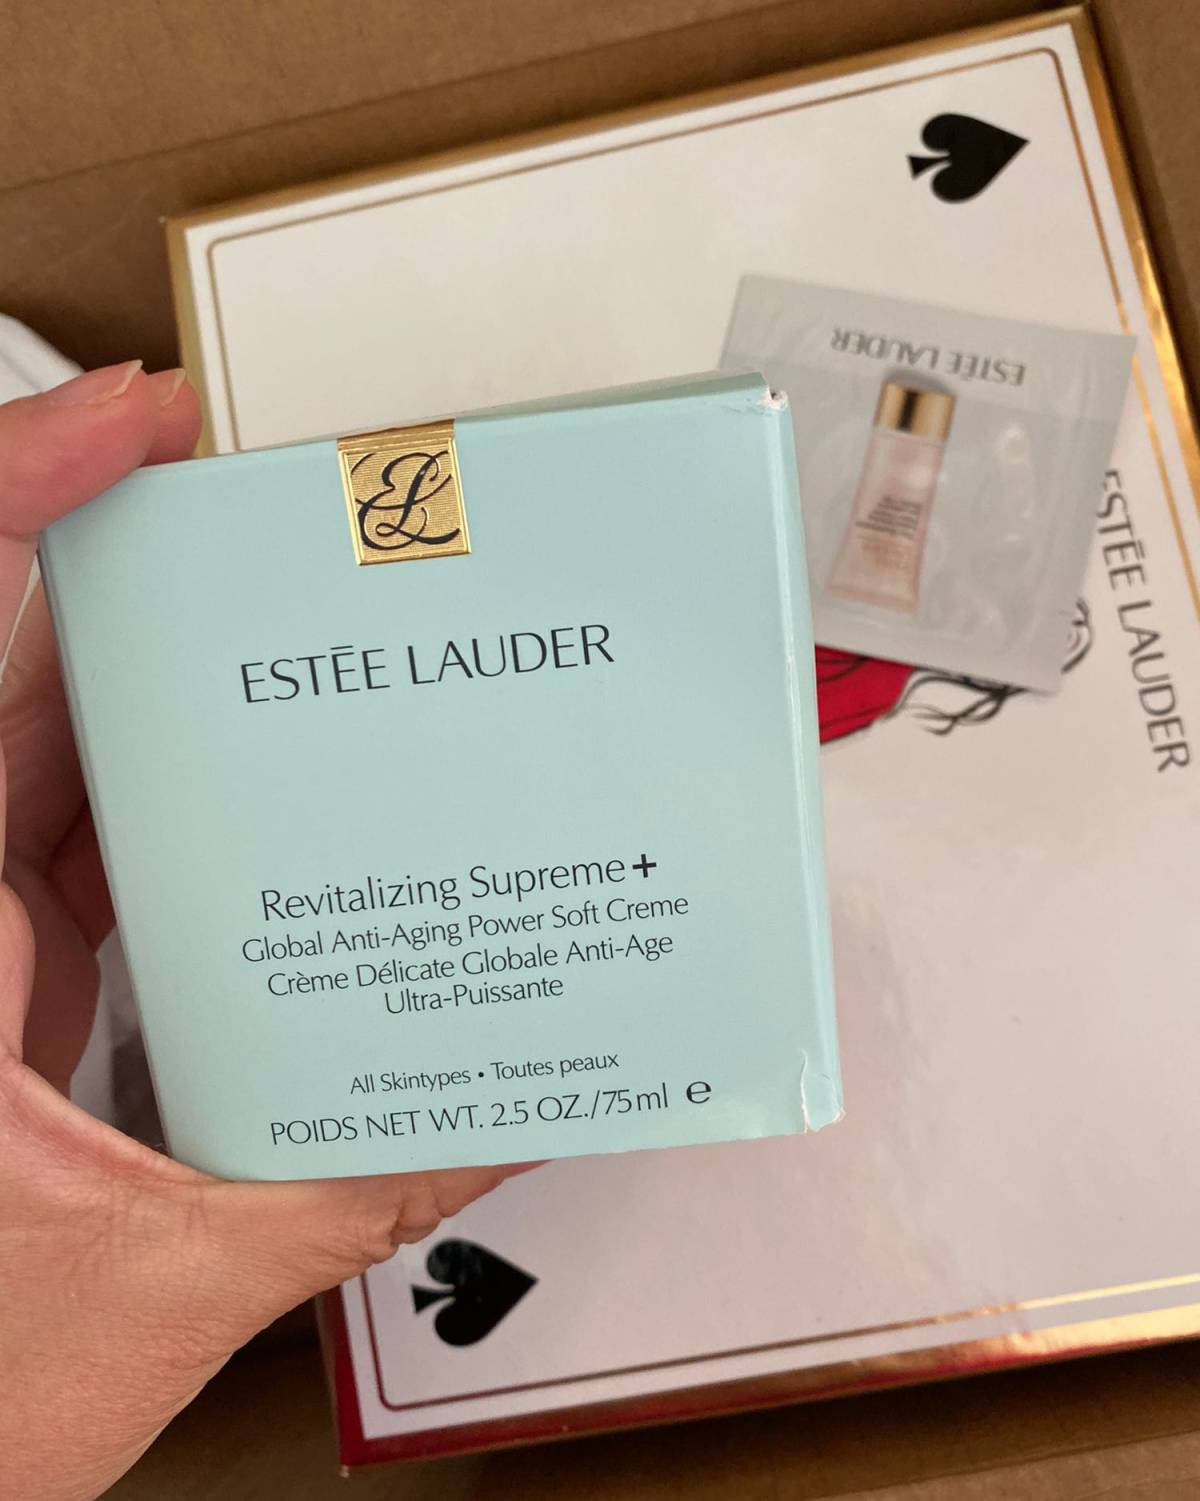 ESTĒE LAUDER
Revitalizing Supreme+
Global Anti-Aging Power Soft Creme
Crème Délicate Globale Anti-Age
Ultra-Puissante
All Skintypes • Toutes peaux
POIDS NET WT. 2.5 OZ./75ml e
ESTĒE LAUDER
ESTĒE LAUDER